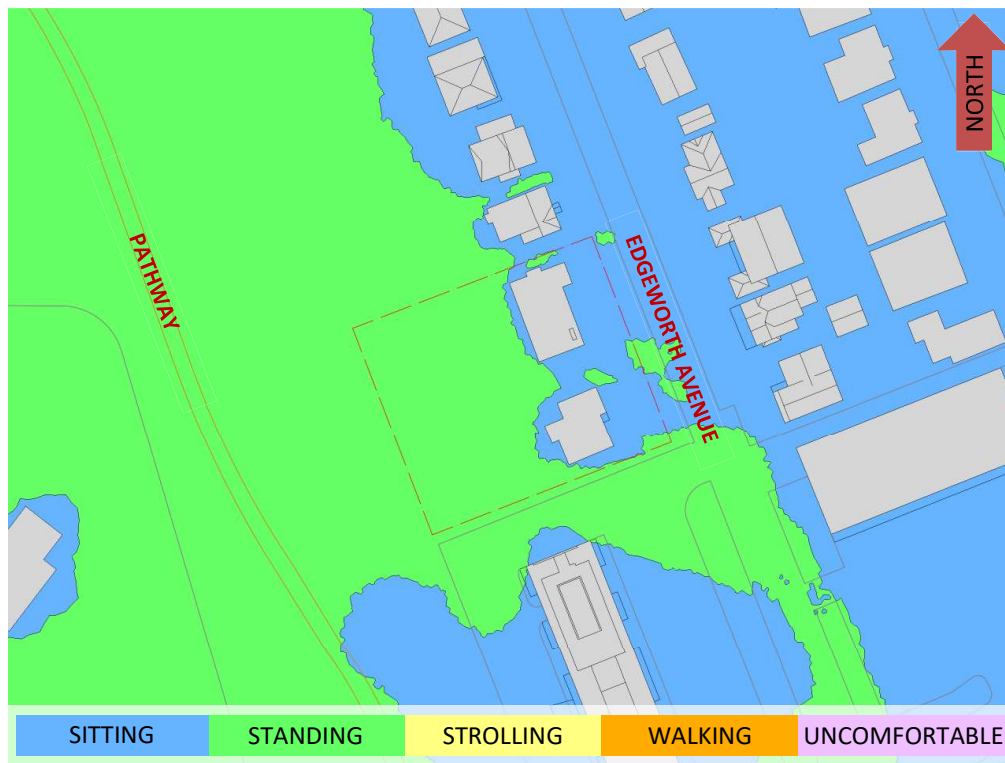 NORTH
PATHWAY
EDGEWORTH AVENUE
SITTING
STANDING
STROLLING
WALKING
UNCOMFORTABLE